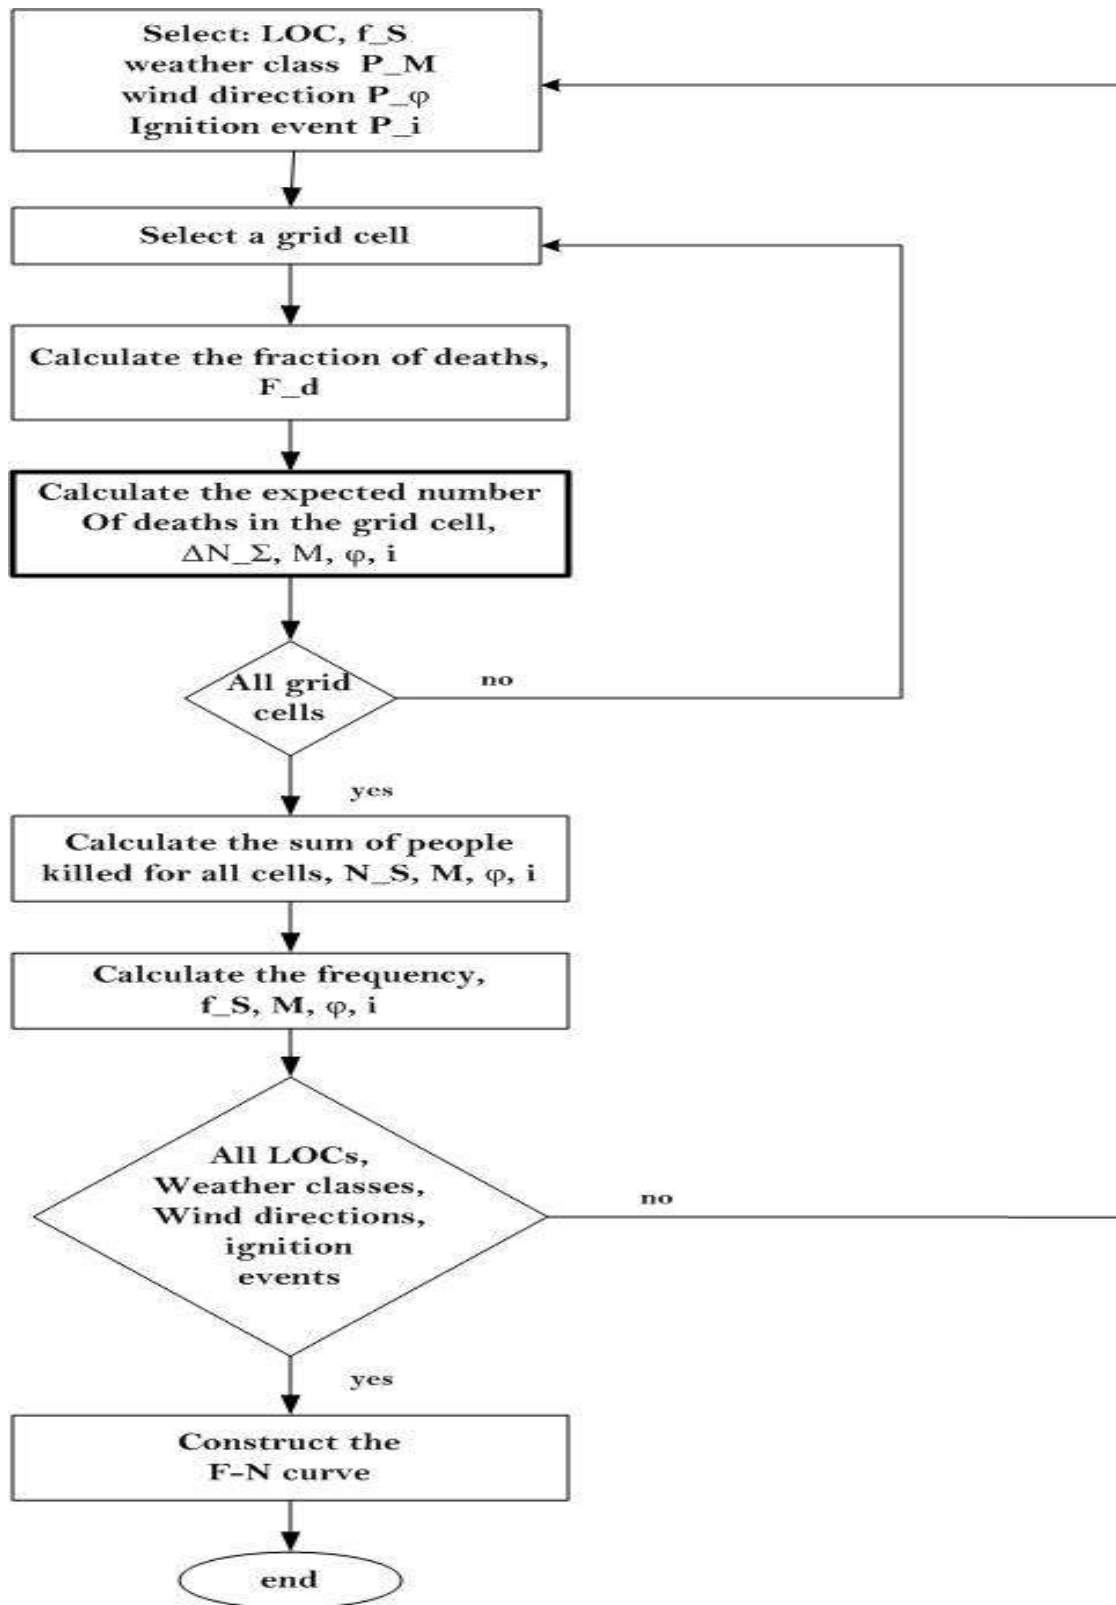 Select: LOC, f_S
weather class P_M
wind direction P_φ
Ignition event P_i
Select a grid cell
Calculate the fraction of deaths,
F_d
Calculate the expected number
Of deaths in the grid cell,
ΔN_Σ, M, φ, i
All grid
cells
no
yes
Calculate the sum of people
killed for all cells, N_S, M, φ, i
Calculate the frequency,
f_S, M, φ, i
All LOCs,
Weather classes,
Wind directions,
ignition
events
no
yes
Construct the
F-N curve
end